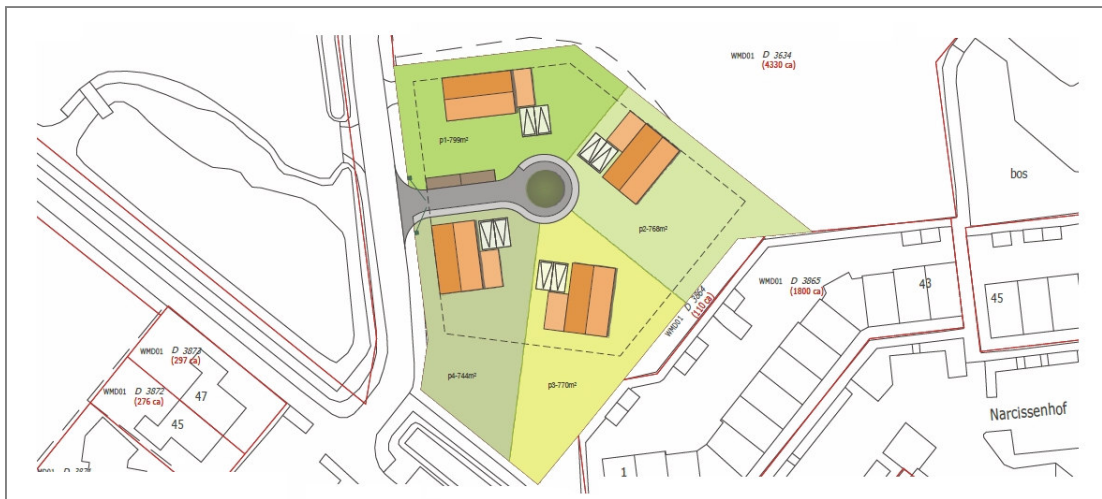 WMD01 D 3634
(4330 ca)
p1-799m²
bos
p2-768m²
WMD01 D 3865
(1800 ca)
43
45
WMD01 D 3864
(110 ca)
WMD01 D 3873
(297 ca)
47
WMD01 D 3872
(276 ca)
45
p4-744m²
p3-770m²
Narcissenhof
1